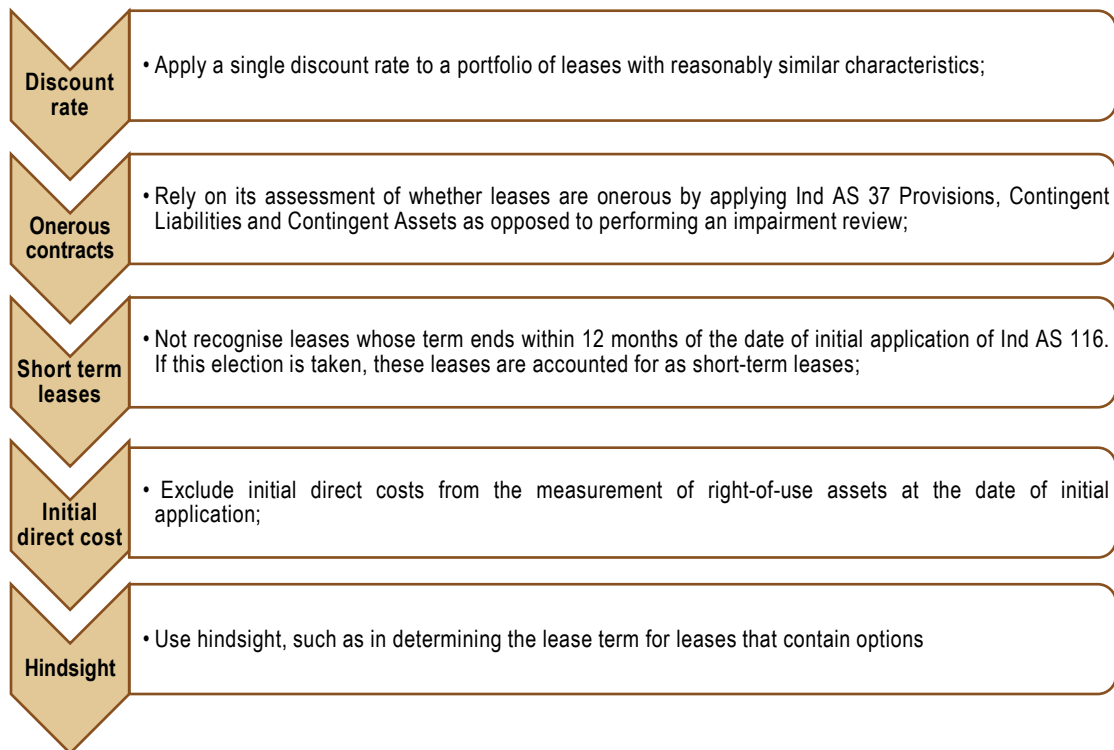 Discount
rate
• Apply a single discount rate to a portfolio of leases with reasonably similar characteristics;
Onerous
contracts
• Rely on its assessment of whether leases are onerous by applying Ind AS 37 Provisions, Contingent
Liabilities and Contingent Assets as opposed to performing an impairment review;
Short term
leases
• Not recognise leases whose term ends within 12 months of the date of initial application of Ind AS 116.
If this election is taken, these leases are accounted for as short-term leases;
Initial
direct cost
• Exclude initial direct costs from the measurement of right-of-use assets at the date of initial
application;
Hindsight
• Use hindsight, such as in determining the lease term for leases that contain options